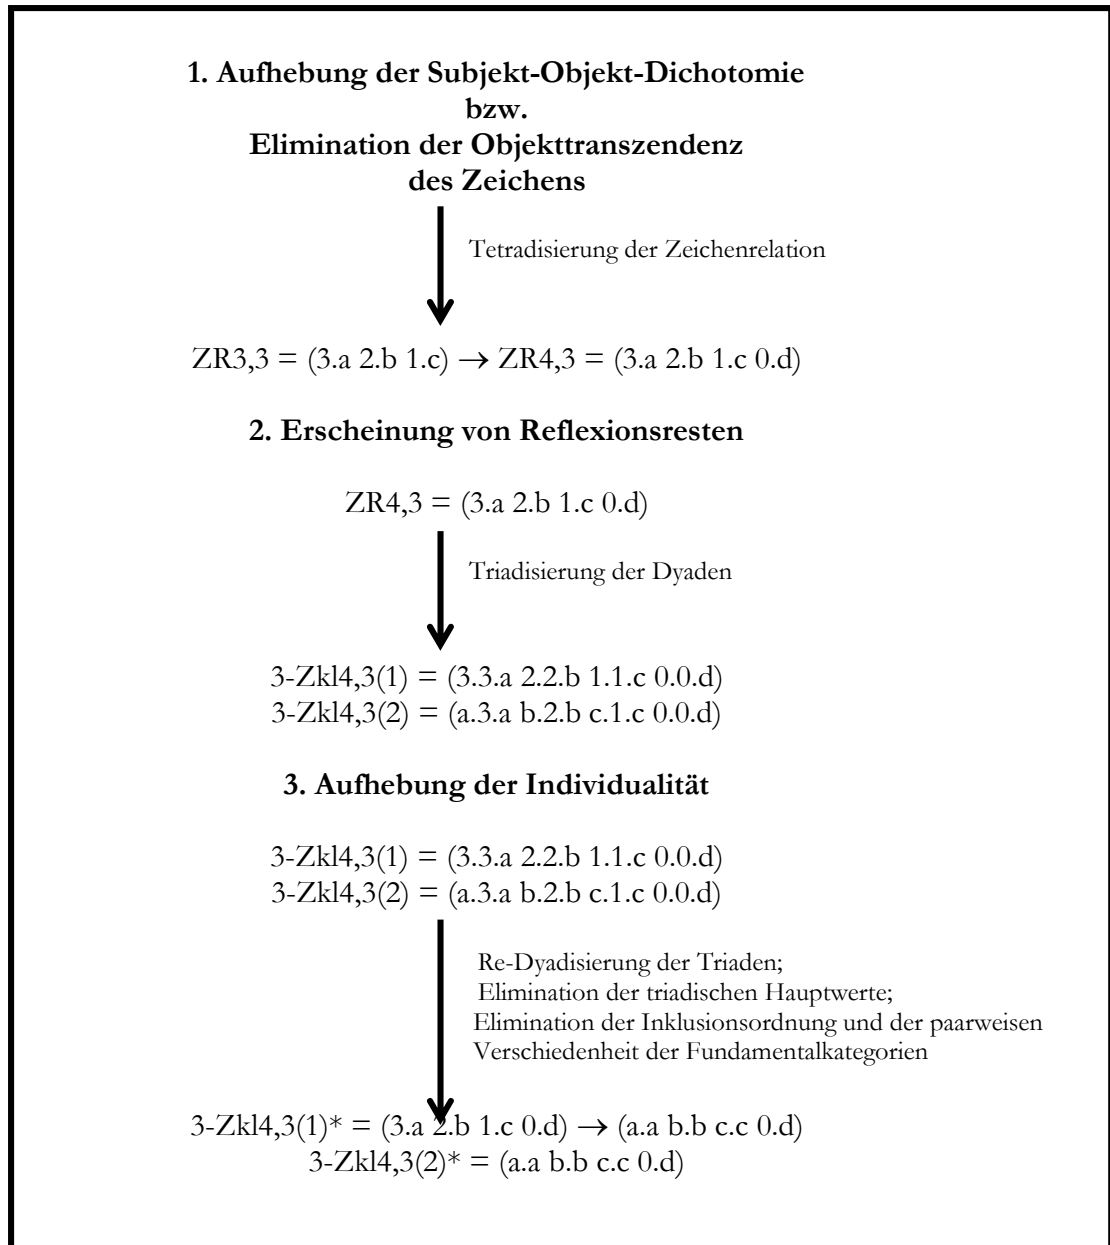 1. Aufhebung der Subjekt-Objekt-Dichotomie
bzw.
Elimination der Objekttranszendenz
des Zeichens
Tetradisierung der Zeichenrelation
ZR3,3 = (3.a 2.b 1.c) → ZR4,3 = (3.a 2.b 1.c 0.d)
2. Erscheinung von Reflexionsresten
ZR4,3 = (3.a 2.b 1.c 0.d)
Triadisierung der Dyaden
3-Zkl4,3(1) = (3.3.a 2.2.b 1.1.c 0.0.d)
3-Zkl4,3(2) = (a.3.a b.2.b c.1.c 0.0.d)
3. Aufhebung der Individualität
3-Zkl4,3(1) = (3.3.a 2.2.b 1.1.c 0.0.d)
3-Zkl4,3(2) = (a.3.a b.2.b c.1.c 0.0.d)
Re-Dyadisierung der Triaden;
Elimination der triadischen Hauptwerte;
Elimination der Inklusionsordnung und der paarweisen
Verschiedenheit der Fundamentalkategorien
3-Zkl4,3(1)* = (3.a 2.b 1.c 0.d) → (a.a b.b c.c 0.d)
3-Zkl4,3(2)* = (a.a b.b c.c 0.d)